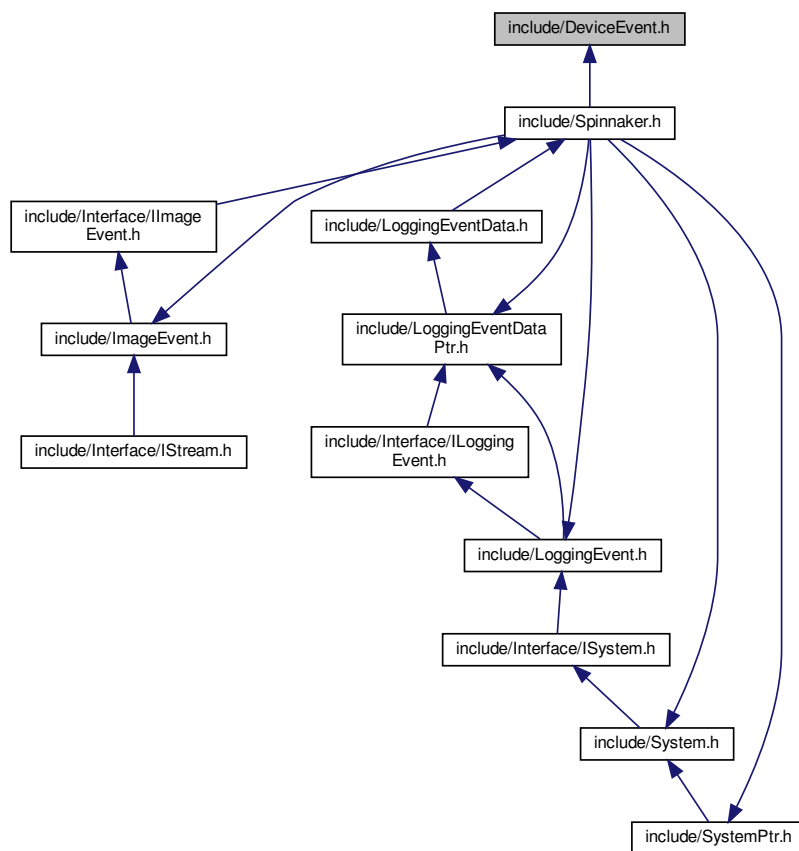 include/DeviceEvent.h
include/Spinnaker.h
include/Interface/IImage
Event.h
include/LoggingEventData.h
include/LoggingEventData
Ptr.h
include/ImageEvent.h
include/Interface/ILogging
Event.h
include/Interface/IStream.h
include/LoggingEvent.h
include/Interface/ISystem.h
include/System.h
include/SystemPtr.h